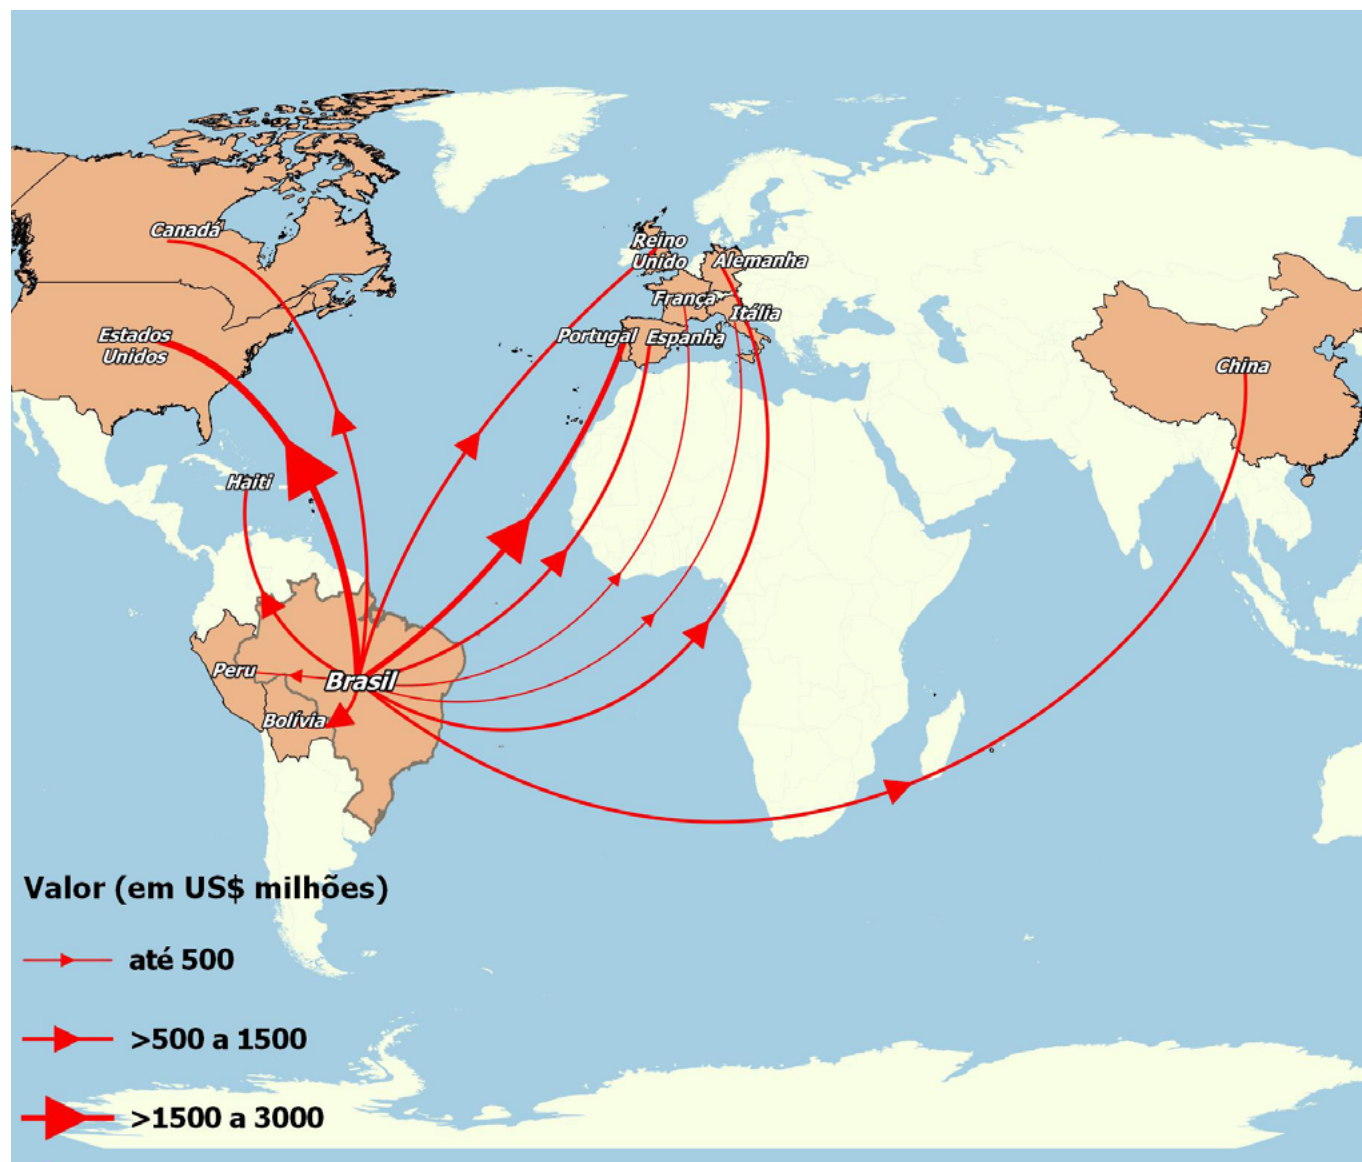 Canadá
Reino
Unido
Alemanha
França
Itália
Estados
Unidos
Portugal
Espanha
China
Haiti
Peru
Brasil
Bolívia
Valor (em US$ milhões)
até 500
>500 a 1500
>1500 a 3000